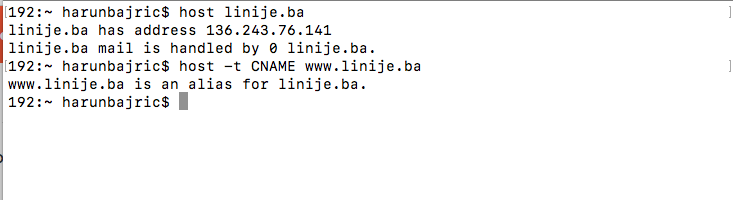 192:~ harunbajric$ host linije.ba
linije.ba has address 136.243.76.141
linije.ba mail is handled by 0 linije.ba.
192:~ harunbajric$ host -t CNAME www.linije.ba
www.linije.ba is an alias for linije.ba.
192:~ harunbajric$